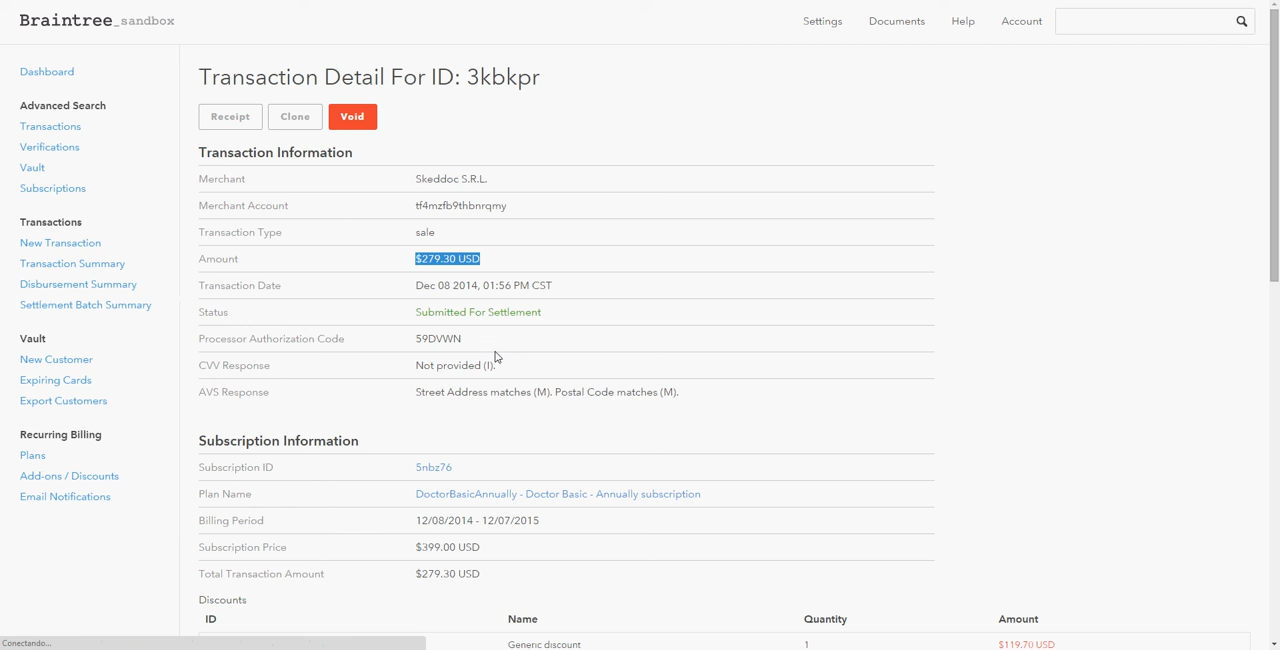 Braintree_sandbox
Settings Documents Help Account
Dashboard
Advanced Search
Transactions
Verifications
Vault
Subscriptions
Transactions
New Transaction
Transaction Summary
Disbursement Summary
Settlement Batch Summary
Vault
New Customer
Expiring Cards
Export Customers
Recurring Billing
Plans
Add-ons / Discounts
Email Notifications
Transaction Detail For ID: 3kbkpr
Receipt Clone Void
Transaction Information
Merchant Skeddoc S.R.L.
Merchant Account tf4mzfb9thbnrqmy
Transaction Type sale
Amount $279.30 USD
Transaction Date Dec 08 2014, 01:56 PM CST
Status Submitted For Settlement
Processor Authorization Code 59DVWN
CVV Response Not provided (I).
AVS Response Street Address matches (M). Postal Code matches (M).
Subscription Information
Subscription ID 5nbz76
Plan Name DoctorBasicAnnually - Doctor Basic - Annually subscription
Billing Period 12/08/2014 - 12/07/2015
Subscription Price $399.00 USD
Total Transaction Amount $279.30 USD
Discounts
ID Name Quantity Amount
Generic discount 1 $119.70 USD
Conectando...